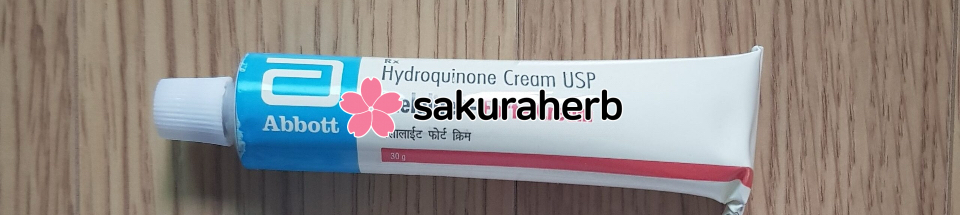 Rx
Hydroquinone Cream USP
sakuraherb
Abbott
फोर्ट क्रिम
30 g